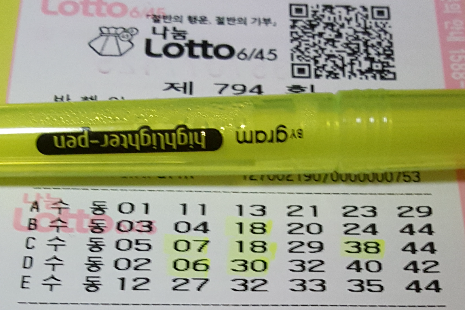 Lotto 6/45
『절반의 행운, 절반의 기부』
나눔
Lotto 6/45
제 794 회
highlighter-pen BY gram
127002190/0000000753
A 수 동 01 11 13 21 23 29
B 수 동 03 04 18 20 24 44
C 수 동 05 07 18 29 38 44
D 수 동 02 06 30 32 40 42
E 수 동 12 27 32 33 35 44